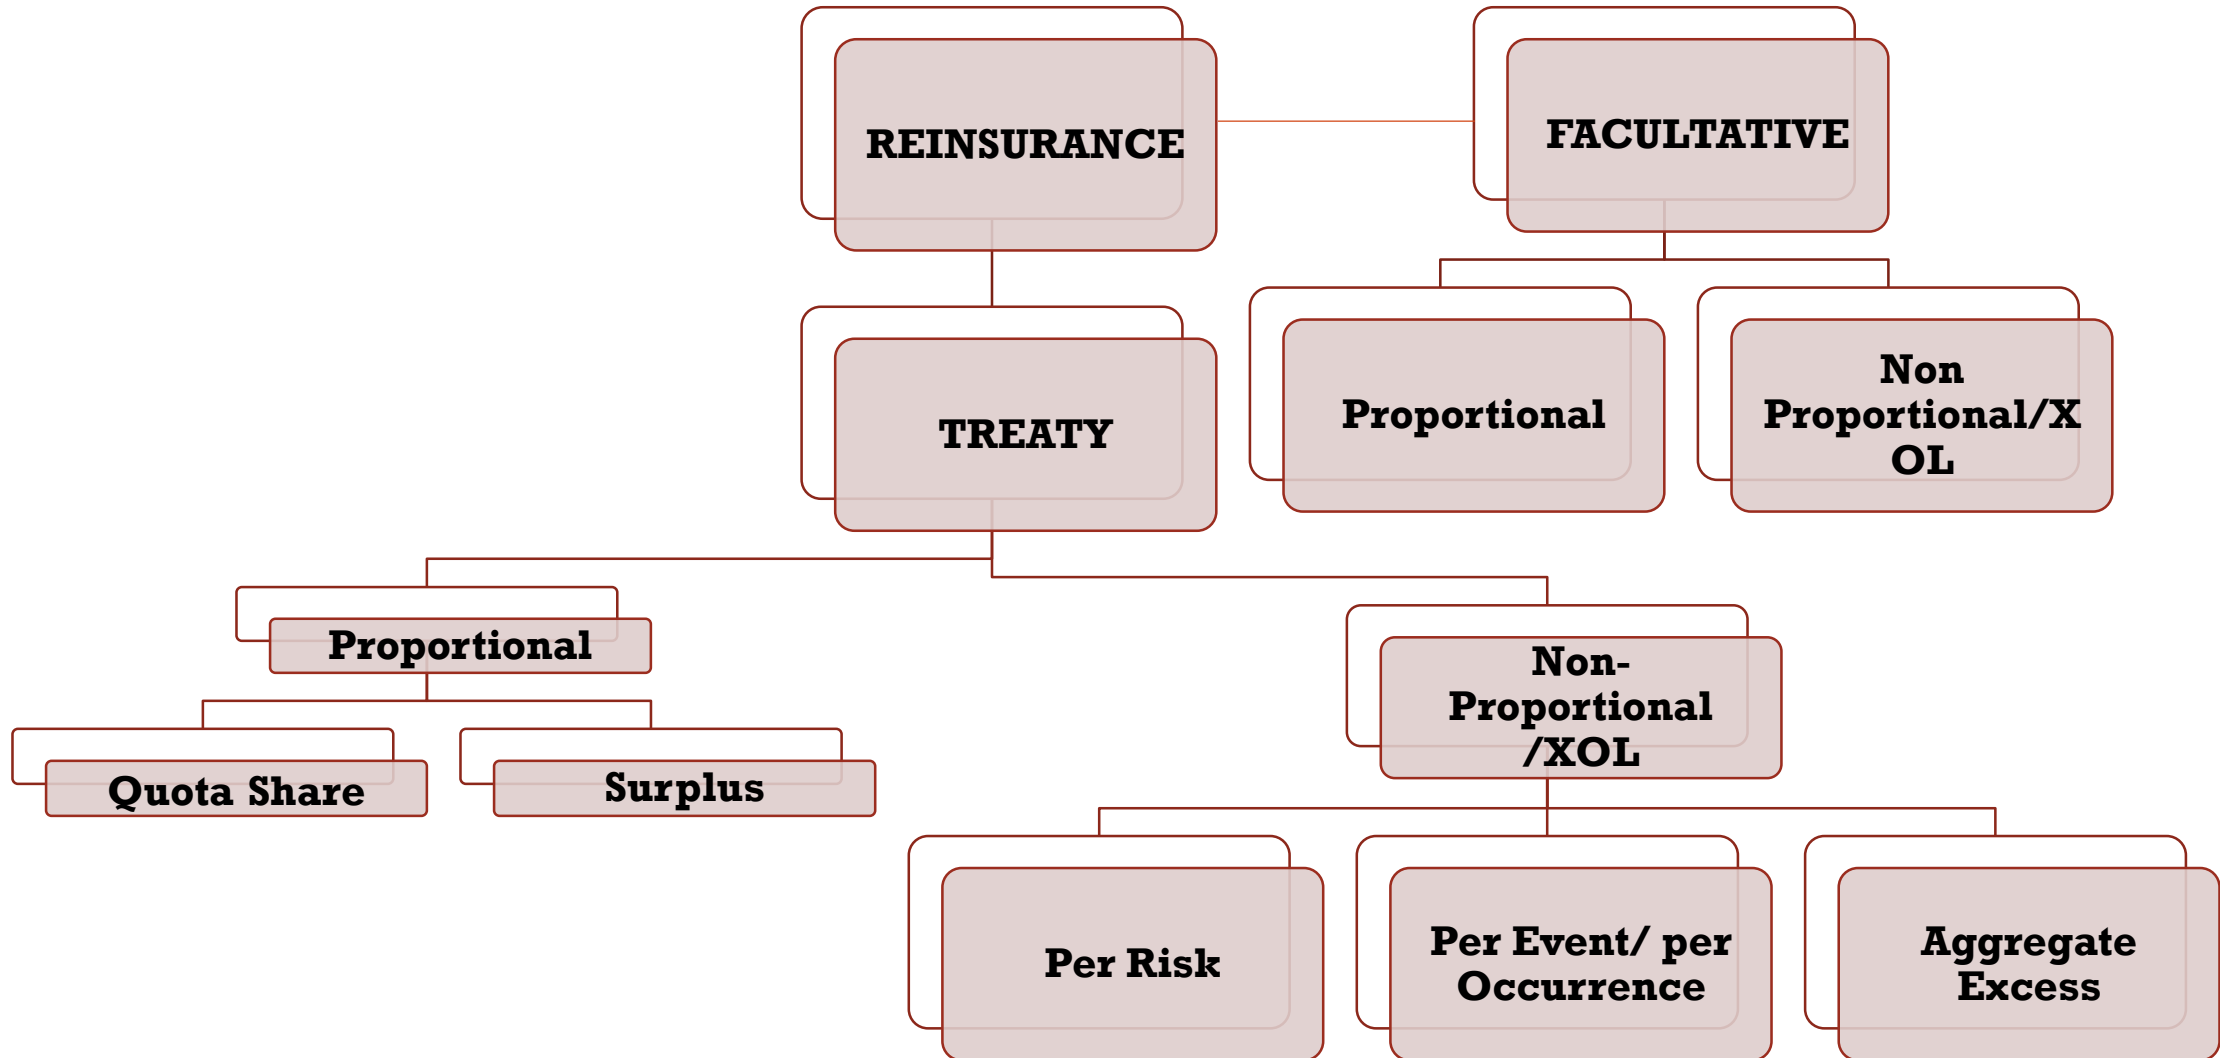 REINSURANCE
FACULTATIVE
Proportional
Non
Proportional/X
OL
TREATY
Proportional
Quota Share
Surplus
Non-
Proportional
/XOL
Per Risk
Per Event/ per
Occurrence
Aggregate
Excess